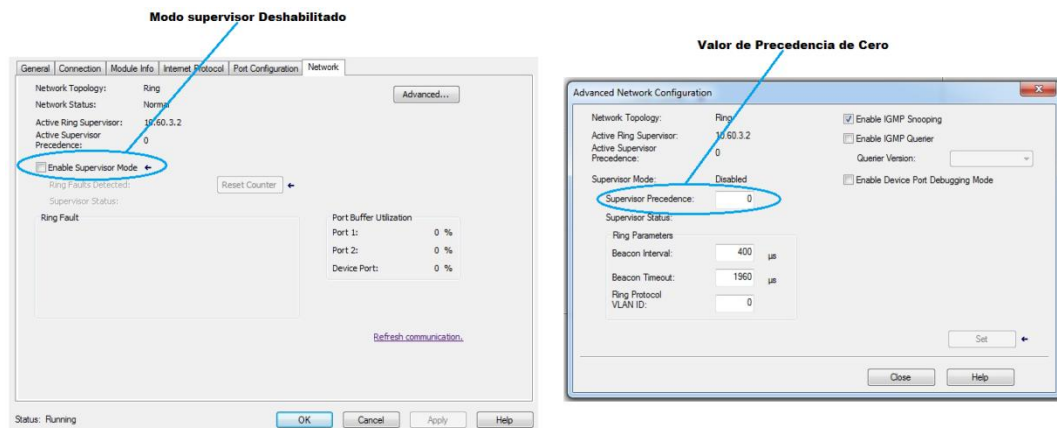 Modo supervisor Deshabilitado
General Connection Module Info Internet Protocol Port Configuration Network
Network Topology: Ring
Advanced...
Network Status: Normal
Active Ring Supervisor: 10.60.3.2
Active Supervisor
Precedence: 0
Enable Supervisor Mode
Ring Faults Detected: Reset Counter
Supervisor Status:
Ring Fault
Port Buffer Utilization
Port 1: 0 %
Port 2: 0 %
Device Port: 0 %
Refresh communication.
Status: Running OK Cancel Apply Help
Valor de Precedencia de Cero
Advanced Network Configuration
Network Topology: Ring Enable IGMP Snooping
Active Ring Supervisor: 10.60.3.2 Enable IGMP Querier
Active Supervisor
Precedence: 0 Querier Version:
Supervisor Mode: Disabled Enable Device Port Debugging Mode
Supervisor Precedence: 0
Supervisor Status:
Ring Parameters
Beacon Interval: 400 µs
Beacon Timeout: 1960 µs
Ring Protocol
VLAN ID: 0
Set
Close Help